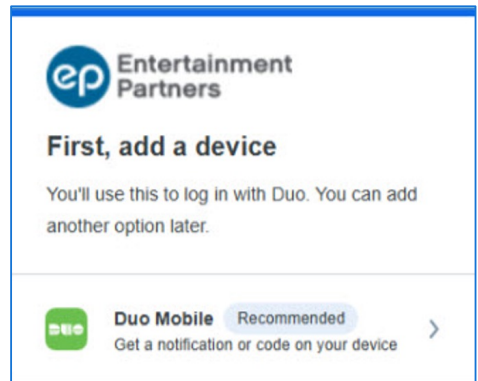 ep Entertainment
Partners
First, add a device
You'll use this to log in with Duo. You can add
another option later.
DUO
Duo Mobile Recommended
Get a notification or code on your device